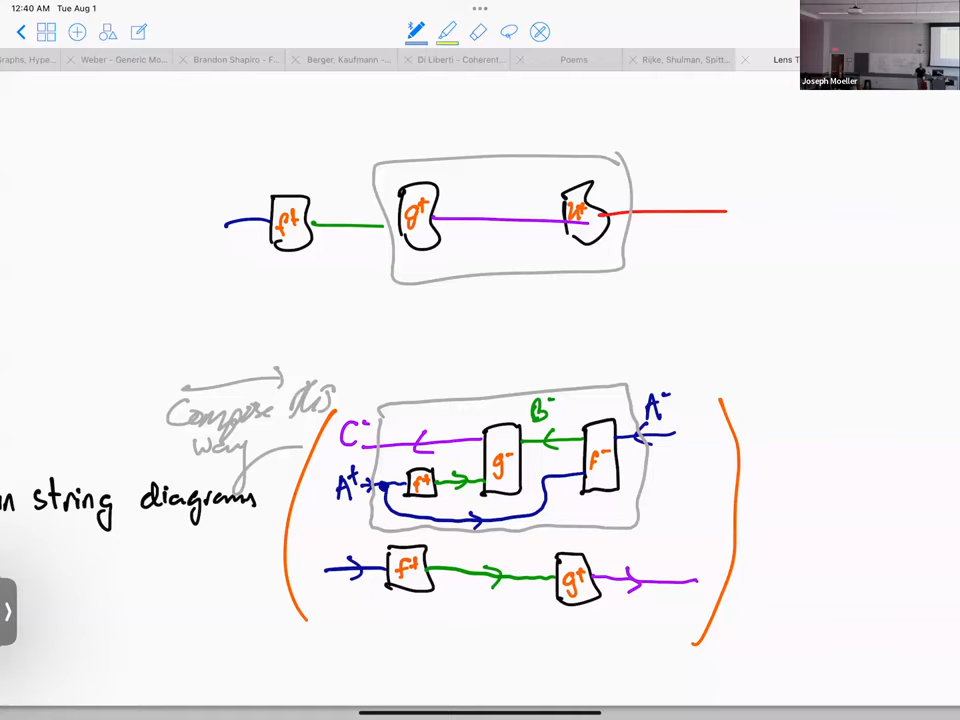 12:40 AM Tue Aug 1
raphs, Hype...
Weber - Generic Mo...
Brandon Shapiro - F...
Berger, Kaufmann -...
Di Liberti - Coherent...
Poems
Rijke, Shulman, Spitt...
Lens T
Joseph Moeller
f⁺
g⁺
Compose this
way
C⁻
B⁻
A⁻
A⁺
f⁺
g⁻
f⁻
n string diagrams
f⁺
g⁺